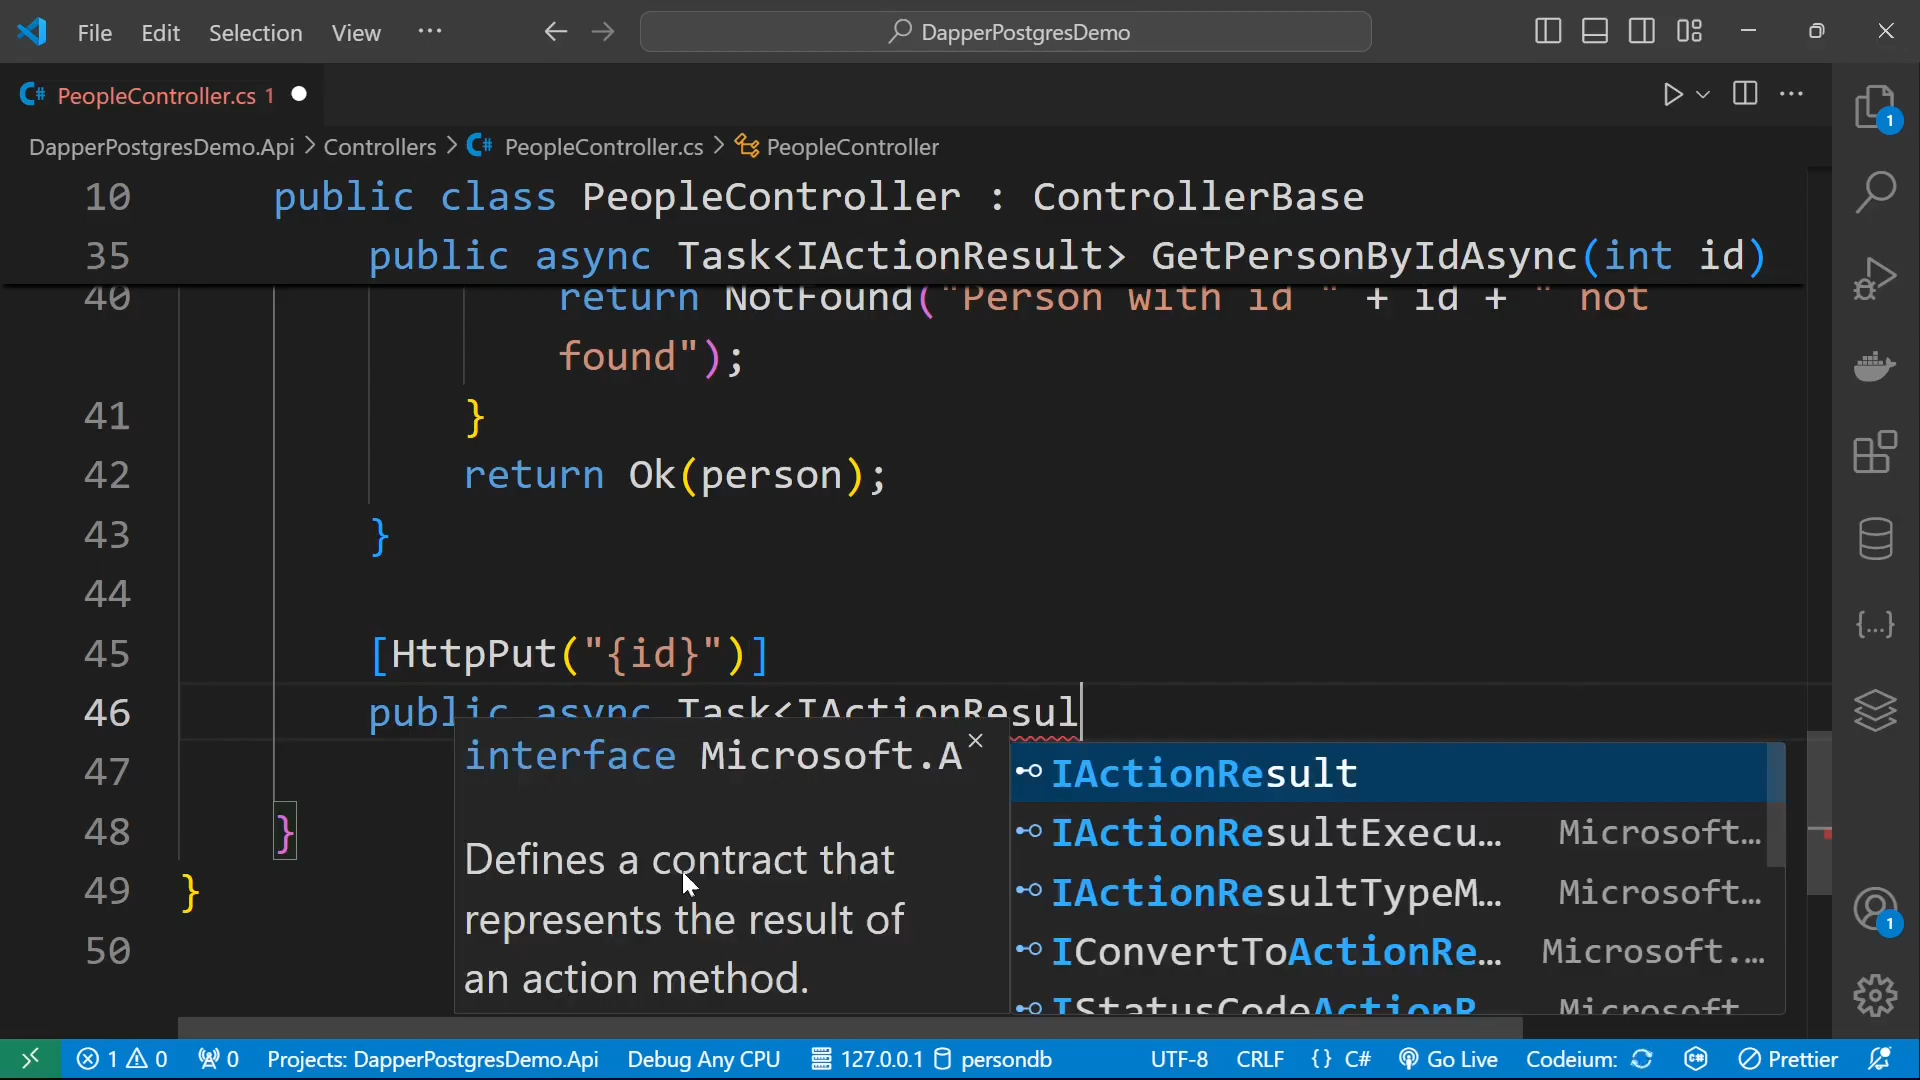 File Edit Selection View ··· DapperPostgresDemo
C# PeopleController.cs 1
DapperPostgresDemo.Api > Controllers > C# PeopleController.cs > PeopleController
10 public class PeopleController : ControllerBase
35 public async Task<IActionResult> GetPersonByIdAsync(int id)
40 return NotFound("Person with id " + id + " not
found");
41 }
42 return Ok(person);
43 }
44
45 [HttpPut("{id}")]
46 public async Task<IActionResul
47
48 }
49 }
50
interface Microsoft.A
Defines a contract that
represents the result of
an action method.
IActionResult
IActionResultExecu... Microsoft...
IActionResultTypeM... Microsoft...
IConvertToActionRe... Microsoft....
IStatusCodeActionR Microsoft
1
1
1 0 0 Projects: DapperPostgresDemo.Api Debug Any CPU 127.0.0.1 persondb UTF-8 CRLF {} C# Go Live Codeium: Prettier